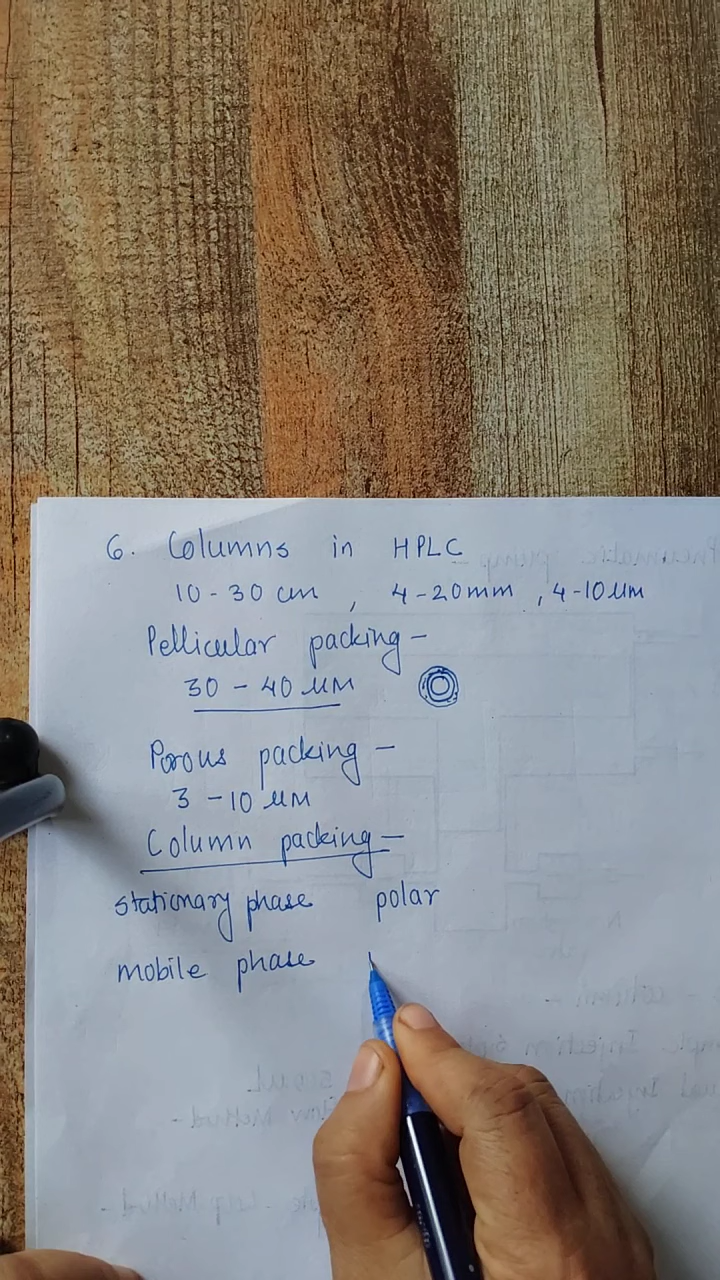 6. Columns in HPLC
10 - 30 cm , 4 - 20 mm , 4 - 10 µm
Pellicular packing -
30 - 40 µm
Porous packing -
3 - 10 µm
Column packing -
stationary phase polar
mobile phase